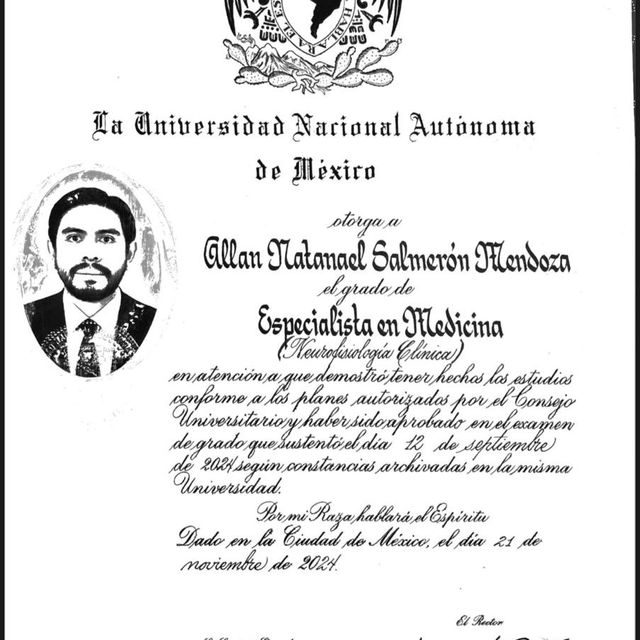 HABLARA EL ES
La Universidad Nacional Autónoma
de México
otorga a
Allan Natanael Salmerón Mendoza
el grado de
Especialista en Medicina
(Neurofisiología Clínica)
en atención a que demostró tener hechos los estudios
conforme a los planes autorizados por el Consejo
Universitario y haber sido aprobado en el examen
de grado que sustentó el día 12 de septiembre
de 2024 según constancias archivadas en la misma
Universidad.
Por mi Raza hablará el Espíritu
Dado en la Ciudad de México, el día 21 de
noviembre de 2024.
El Rector